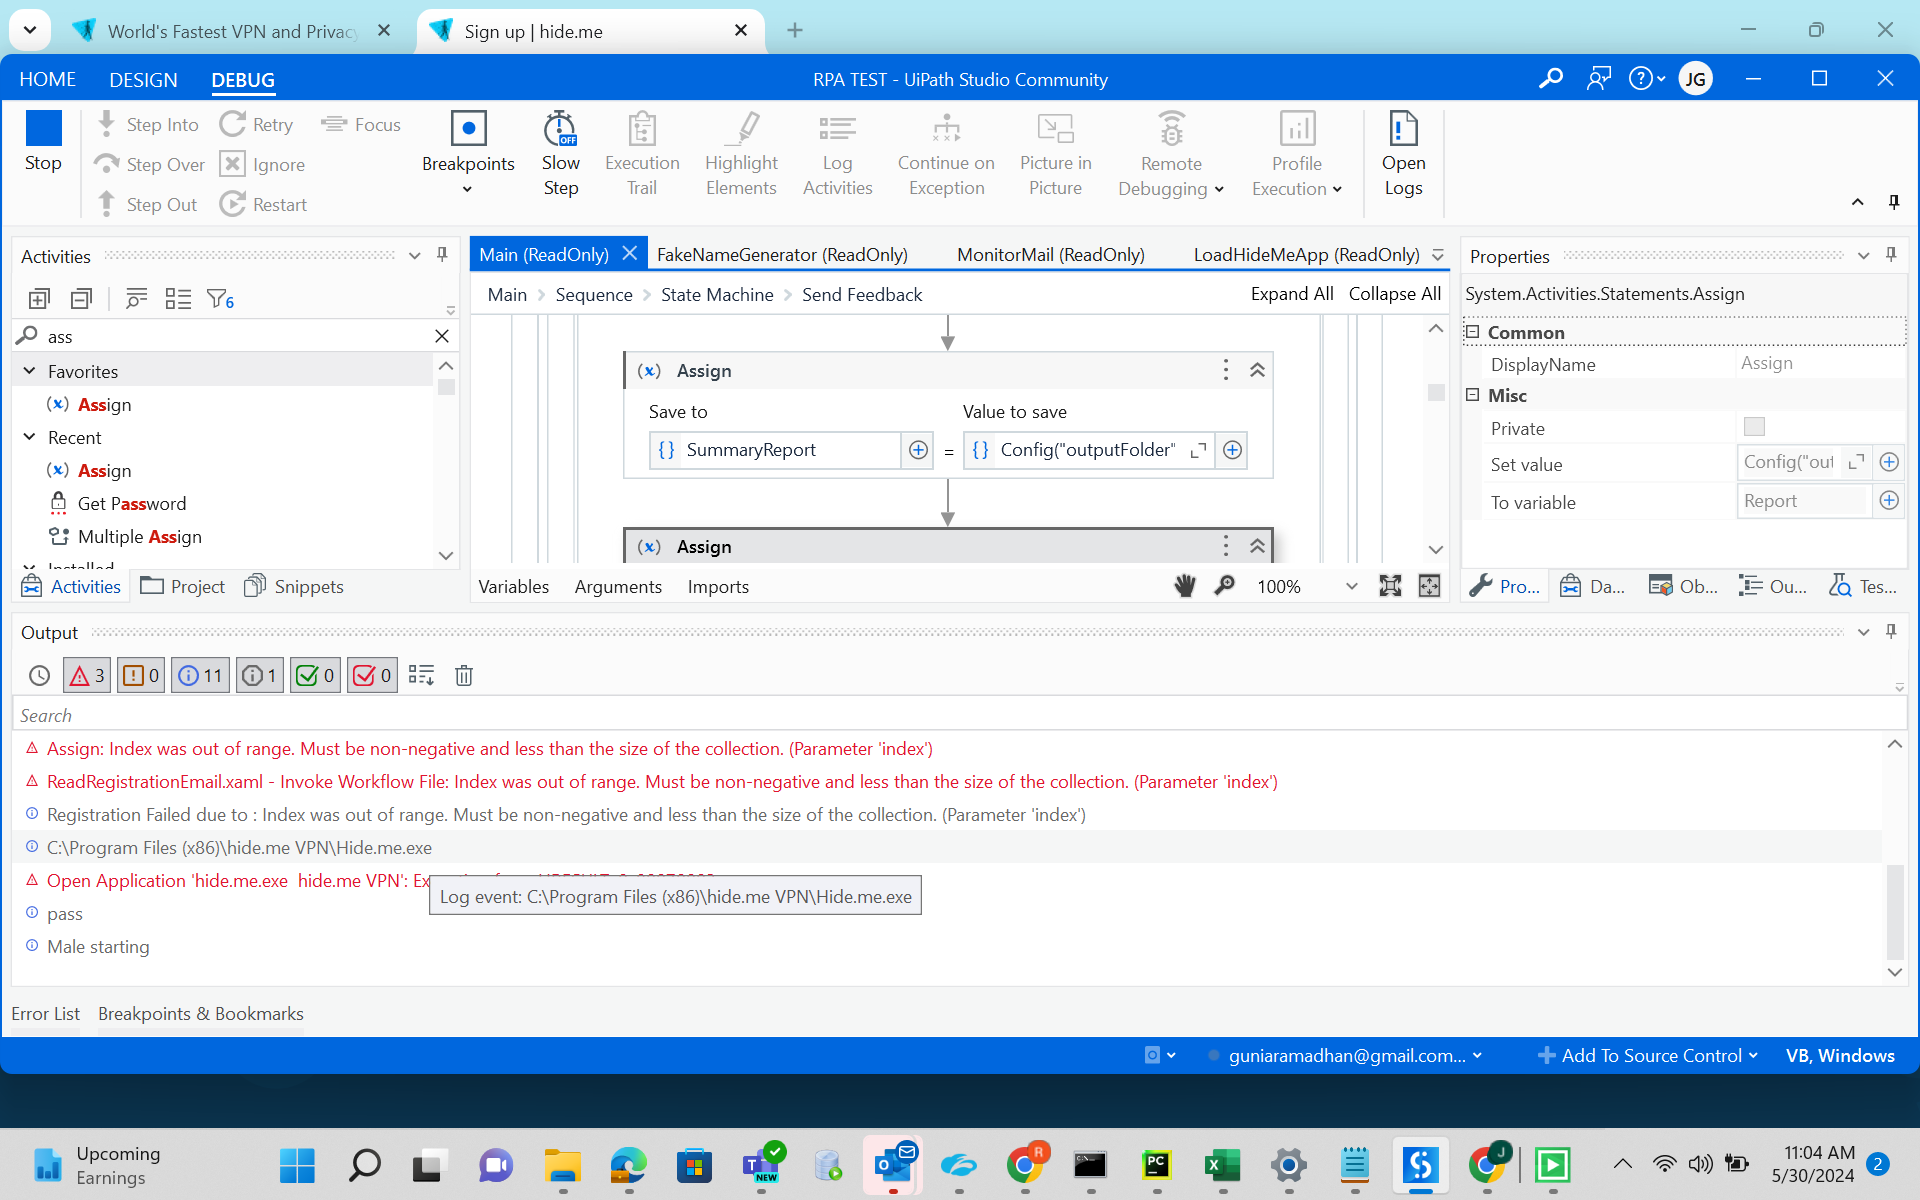 World's Fastest VPN and Privac
Sign up | hide.me
HOME
DESIGN
DEBUG
RPA TEST - UiPath Studio Community
JG
Stop
Step Into
Step Over
Step Out
Retry
Ignore
Restart
Focus
Breakpoints
OFF
Slow
Step
Execution
Trail
Highlight
Elements
Log
Activities
Continue on
Exception
Picture in
Picture
Remote
Debugging
Profile
Execution
Open
Logs
Activities
6
ass
Favorites
Assign
Recent
Assign
Get Password
Multiple Assign
Installed
Activities
Project
Snippets
Main (ReadOnly)
FakeNameGenerator (ReadOnly)
MonitorMail (ReadOnly)
LoadHideMeApp (ReadOnly)
Main > Sequence > State Machine > Send Feedback
Expand All
Collapse All
(x) Assign
Save to
Value to save
{} SummaryReport
=
{} Config("outputFolder"
(x) Assign
Variables
Arguments
Imports
100%
Properties
System.Activities.Statements.Assign
Common
DisplayName
Assign
Misc
Private
Set value
Config("out
To variable
Report
Pro...
Da...
Ob...
Ou...
Tes...
Output
3
0
11
1
0
0
Search
Assign: Index was out of range. Must be non-negative and less than the size of the collection. (Parameter 'index')
ReadRegistrationEmail.xaml - Invoke Workflow File: Index was out of range. Must be non-negative and less than the size of the collection. (Parameter 'index')
Registration Failed due to : Index was out of range. Must be non-negative and less than the size of the collection. (Parameter 'index')
C:\Program Files (x86)\hide.me VPN\Hide.me.exe
Open Application 'hide.me.exe hide.me VPN':
Log event: C:\Program Files (x86)\hide.me VPN\Hide.me.exe
pass
Male starting
Error List
Breakpoints & Bookmarks
guniaramadhan@gmail.com...
Add To Source Control
VB, Windows
Upcoming
Earnings
NEW
R
PC
J
11:04 AM
5/30/2024
2